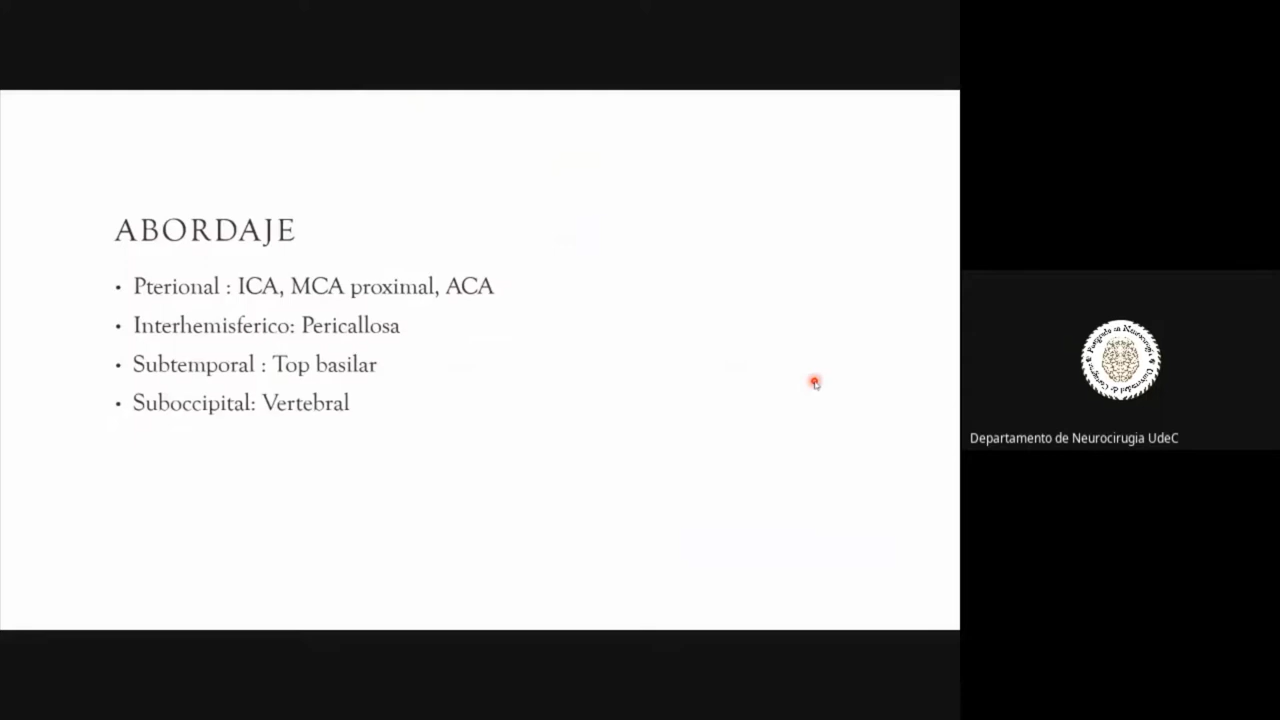 ABORDAJE
• Pterional : ICA, MCA proximal, ACA
• Interhemisferico: Pericallosa
• Subtemporal : Top basilar
• Suboccipital: Vertebral
Departamento de Neurocirugia UdeC